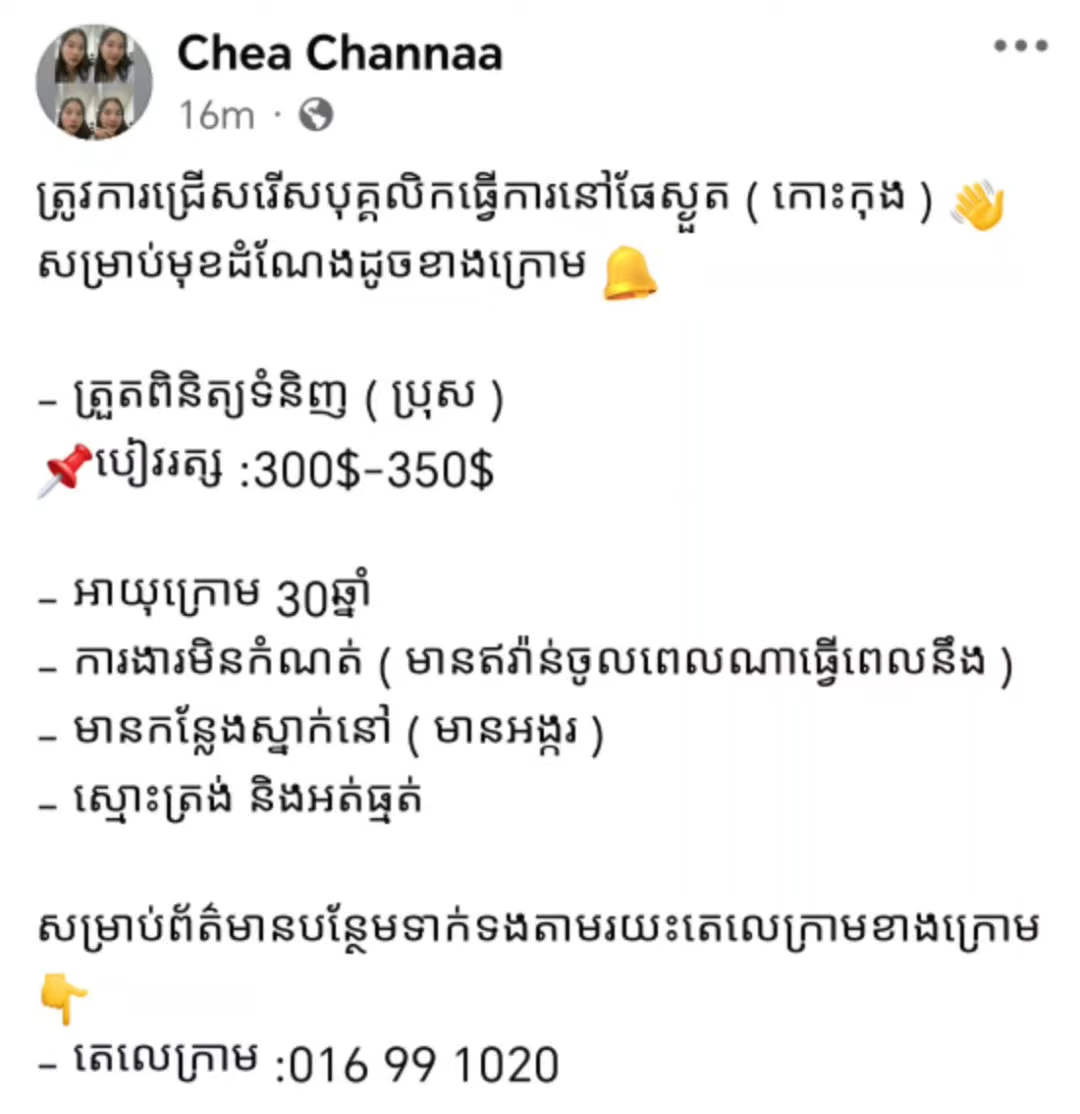 Chea Channaa
16m ·
ត្រូវការជ្រើសរើសបុគ្គលិកធ្វើការនៅផែស្ងួត ( កោះកុង ) 👋
សម្រាប់មុខដំណែងដូចខាងក្រោម 🔔
– ត្រួតពិនិត្យទំនិញ ( ប្រុស )
📌បៀវរត្ស :300$-350$
– អាយុក្រោម 30ឆ្នាំ
– ការងារមិនកំណត់ ( មានឥវ៉ាន់ចូលពេលណាធ្វើពេលនឹង )
– មានកន្លែងស្នាក់នៅ ( មានអង្ករ )
– ស្មោះត្រង់ និងអត់ធ្មត់
សម្រាប់ព័ត៌មានបន្ថែមទាក់ទងតាមរយះតេលេក្រាមខាងក្រោម
👇
– តេលេក្រាម :016 99 1020